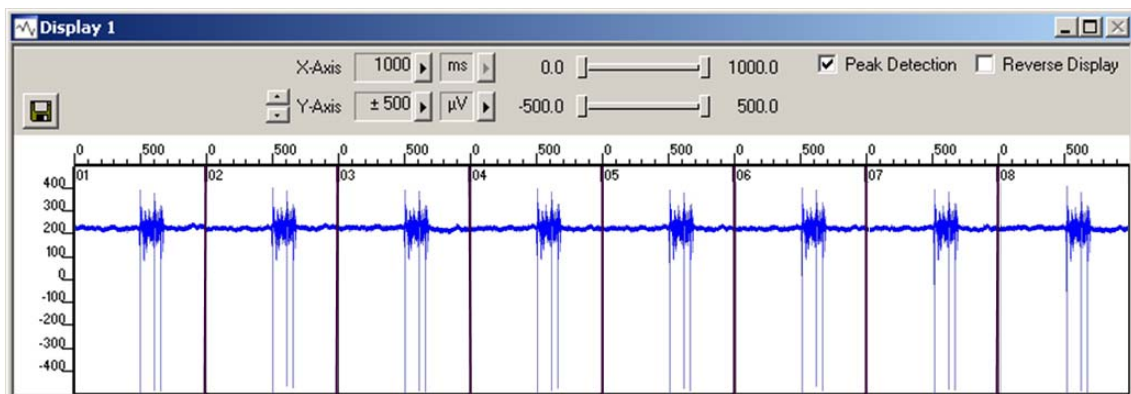 Display 1
X-Axis 1000 ms 0.0 1000.0 Peak Detection Reverse Display
Y-Axis ± 500 µV -500.0 500.0
0 500 0 500 0 500 0 500 0 500 0 500 0 500 0 500
01 02 03 04 05 06 07 08
400
300
200
100
0
-100
-200
-300
-400